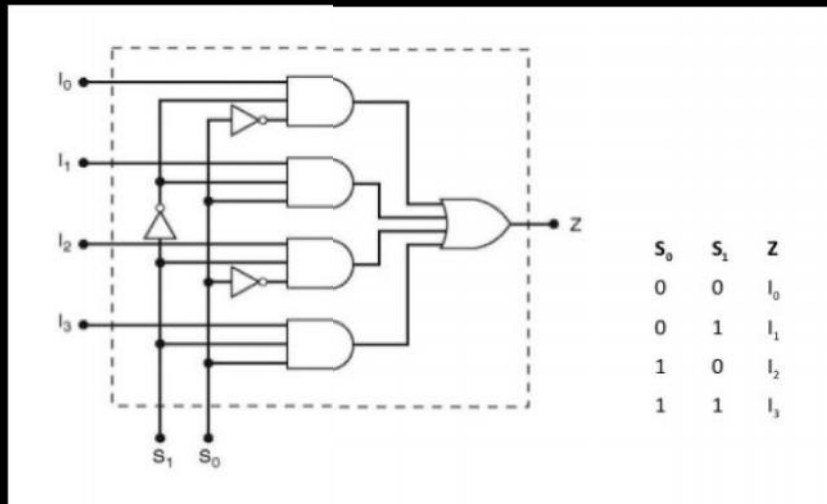 I₀
I₁
I₂
I₃
Z
S₁ S₀
S₀ S₁ Z
0 0 I₀
0 1 I₁
1 0 I₂
1 1 I₃